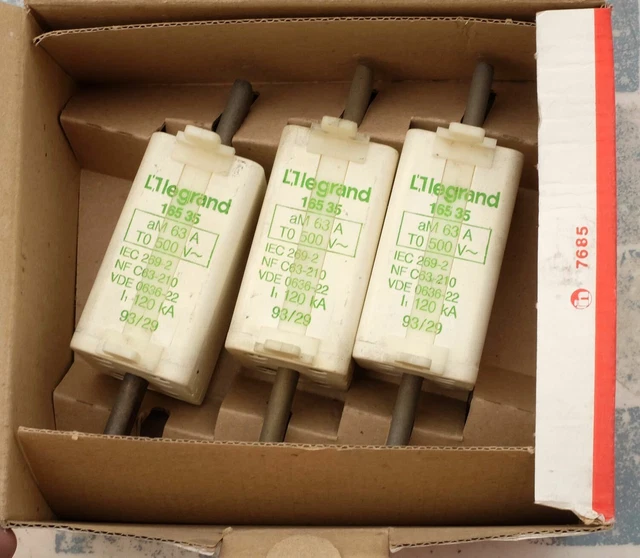 legrand
165 35
aM 63 A
T0 500 V~
IEC 269-2
NF C63-210
VDE 0636-22
I₁ 120 kA
93/29
legrand
165 35
aM 63 A
T0 500 V~
IEC 269-2
NF C63-210
VDE 0636-22
I₁ 120 kA
93/29
legrand
165 35
aM 63 A
T0 500 V~
IEC 269-2
NF C63-210
VDE 0636-22
I₁ 120 kA
93/29
7685